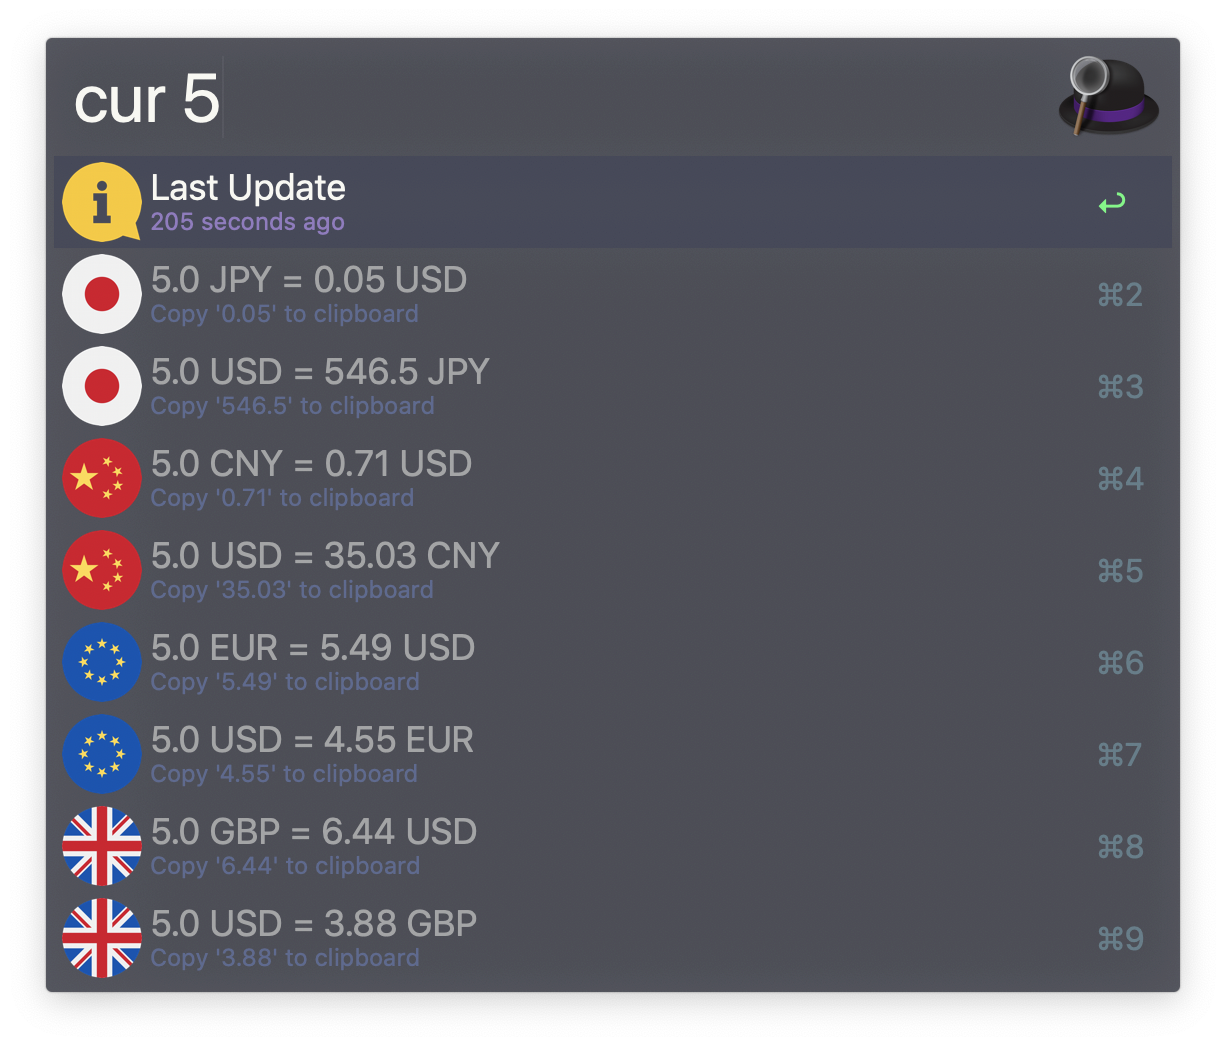 cur 5
Last Update
205 seconds ago
5.0 JPY = 0.05 USD
Copy '0.05' to clipboard
⌘2
5.0 USD = 546.5 JPY
Copy '546.5' to clipboard
⌘3
5.0 CNY = 0.71 USD
Copy '0.71' to clipboard
⌘4
5.0 USD = 35.03 CNY
Copy '35.03' to clipboard
⌘5
5.0 EUR = 5.49 USD
Copy '5.49' to clipboard
⌘6
5.0 USD = 4.55 EUR
Copy '4.55' to clipboard
⌘7
5.0 GBP = 6.44 USD
Copy '6.44' to clipboard
⌘8
5.0 USD = 3.88 GBP
Copy '3.88' to clipboard
⌘9